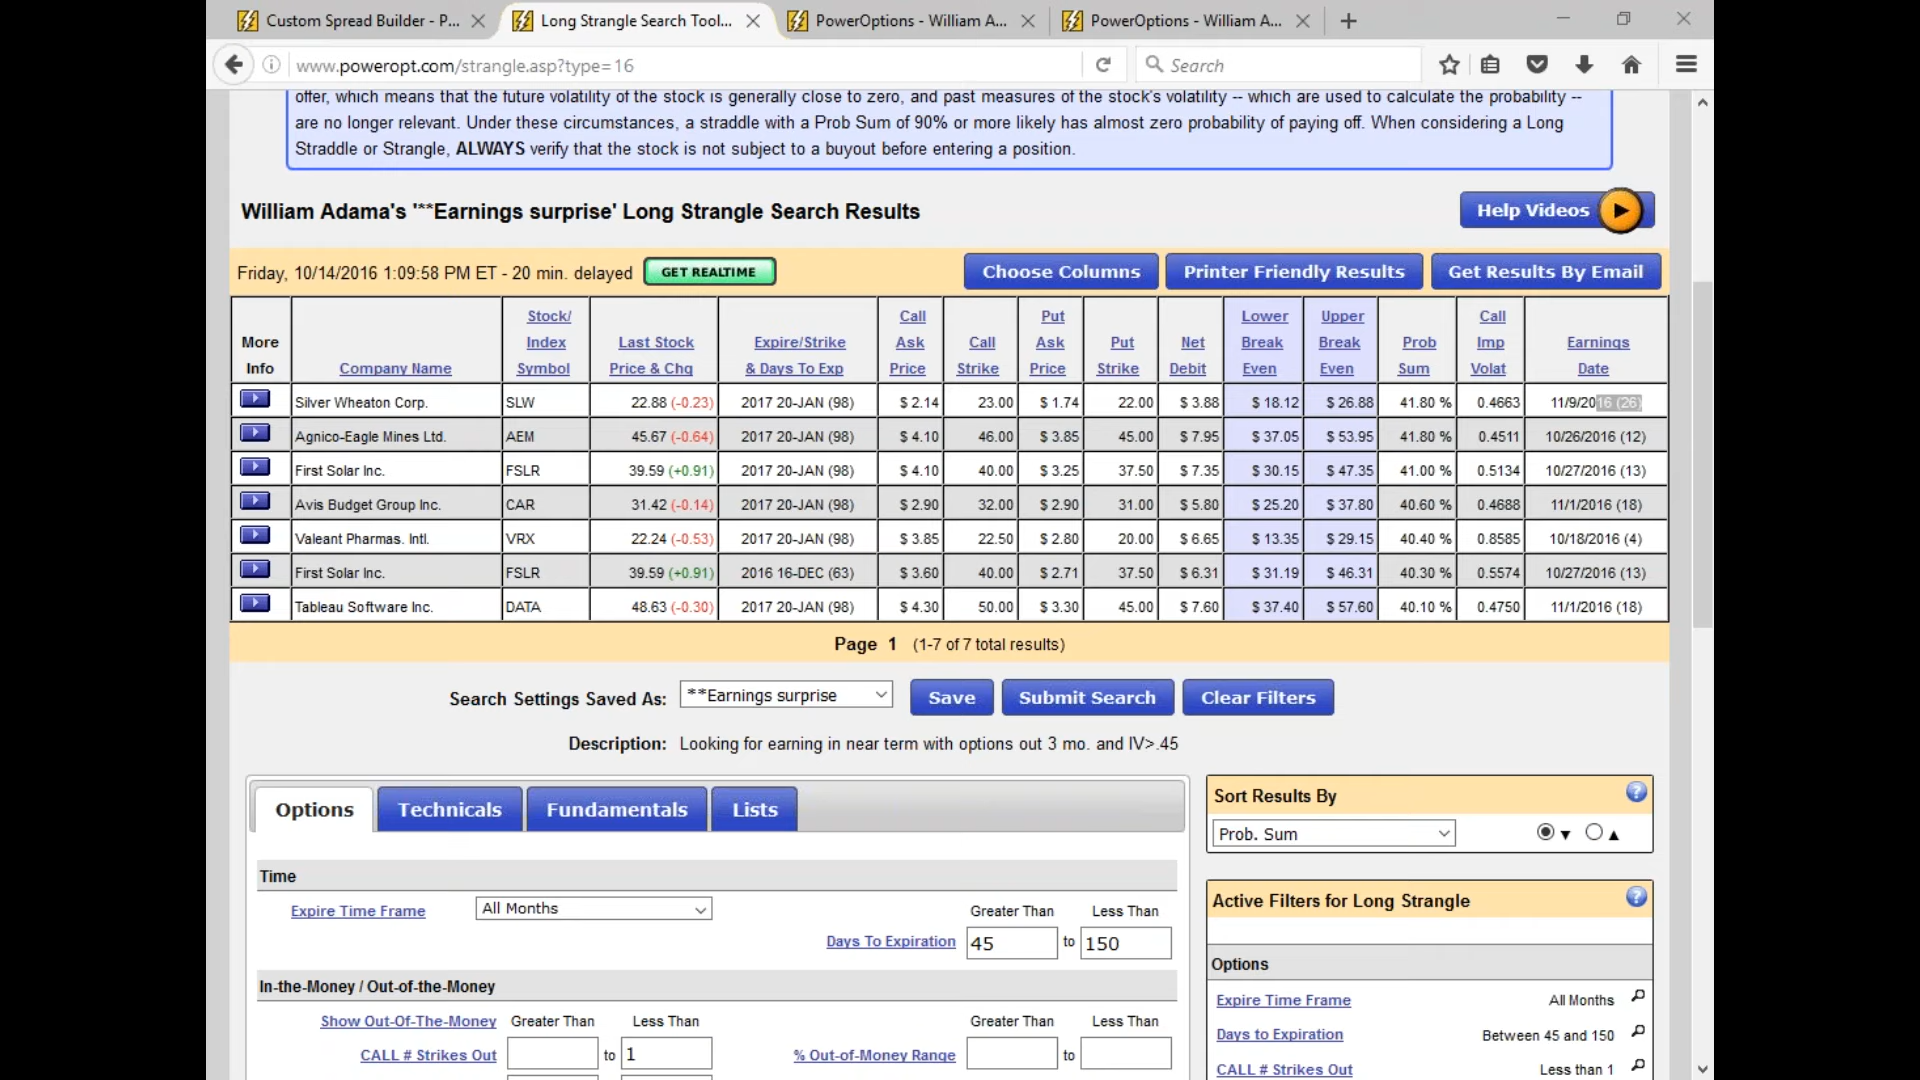 Custom Spread Builder - P...
Long Strangle Search Tool...
PowerOptions - William A...
PowerOptions - William A...
www.poweropt.com/strangle.asp?type=16
Search
offer, which means that the future volatility of the stock is generally close to zero, and past measures of the stock's volatility -- which are used to calculate the probability --
are no longer relevant. Under these circumstances, a straddle with a Prob Sum of 90% or more likely has almost zero probability of paying off. When considering a Long
Straddle or Strangle, ALWAYS verify that the stock is not subject to a buyout before entering a position.
William Adama's '**Earnings surprise' Long Strangle Search Results
Help Videos
Friday, 10/14/2016 1:09:58 PM ET - 20 min. delayed GET REALTIME Choose Columns Printer Friendly Results Get Results By Email
More Info Company Name Stock/ Index Symbol Last Stock Price & Chg Expire/Strike & Days To Exp Call Ask Price Call Strike Put Ask Price Put Strike Net Debit Lower Break Even Upper Break Even Prob Sum Call Imp Volat Earnings Date
Silver Wheaton Corp. SLW 22.88 (-0.23) 2017 20-JAN (98) $ 2.14 23.00 $ 1.74 22.00 $ 3.88 $ 18.12 $ 26.88 41.80 % 0.4663 11/9/2016 (26)
Agnico-Eagle Mines Ltd. AEM 45.67 (-0.64) 2017 20-JAN (98) $ 4.10 46.00 $ 3.85 45.00 $ 7.95 $ 37.05 $ 53.95 41.80 % 0.4511 10/26/2016 (12)
First Solar Inc. FSLR 39.59 (+0.91) 2017 20-JAN (98) $ 4.10 40.00 $ 3.25 37.50 $ 7.35 $ 30.15 $ 47.35 41.00 % 0.5134 10/27/2016 (13)
Avis Budget Group Inc. CAR 31.42 (-0.14) 2017 20-JAN (98) $ 2.90 32.00 $ 2.90 31.00 $ 5.80 $ 25.20 $ 37.80 40.60 % 0.4688 11/1/2016 (18)
Valeant Pharmas. Intl. VRX 22.24 (-0.53) 2017 20-JAN (98) $ 3.85 22.50 $ 2.80 20.00 $ 6.65 $ 13.35 $ 29.15 40.40 % 0.8585 10/18/2016 (4)
First Solar Inc. FSLR 39.59 (+0.91) 2016 16-DEC (63) $ 3.60 40.00 $ 2.71 37.50 $ 6.31 $ 31.19 $ 46.31 40.30 % 0.5574 10/27/2016 (13)
Tableau Software Inc. DATA 48.63 (-0.30) 2017 20-JAN (98) $ 4.30 50.00 $ 3.30 45.00 $ 7.60 $ 37.40 $ 57.60 40.10 % 0.4750 11/1/2016 (18)
Page 1 (1-7 of 7 total results)
Search Settings Saved As: **Earnings surprise Save Submit Search Clear Filters
Description: Looking for earning in near term with options out 3 mo. and IV>.45
Options Technicals Fundamentals Lists
Time
Expire Time Frame All Months Greater Than Less Than
Days To Expiration 45 to 150
In-the-Money / Out-of-the-Money
Show Out-Of-The-Money Greater Than Less Than Greater Than Less Than
CALL # Strikes Out to 1 % Out-of-Money Range to
Sort Results By ?
Prob. Sum ▼ ▲
Active Filters for Long Strangle ?
Options
Expire Time Frame All Months
Days to Expiration Between 45 and 150
CALL # Strikes Out Less than 1